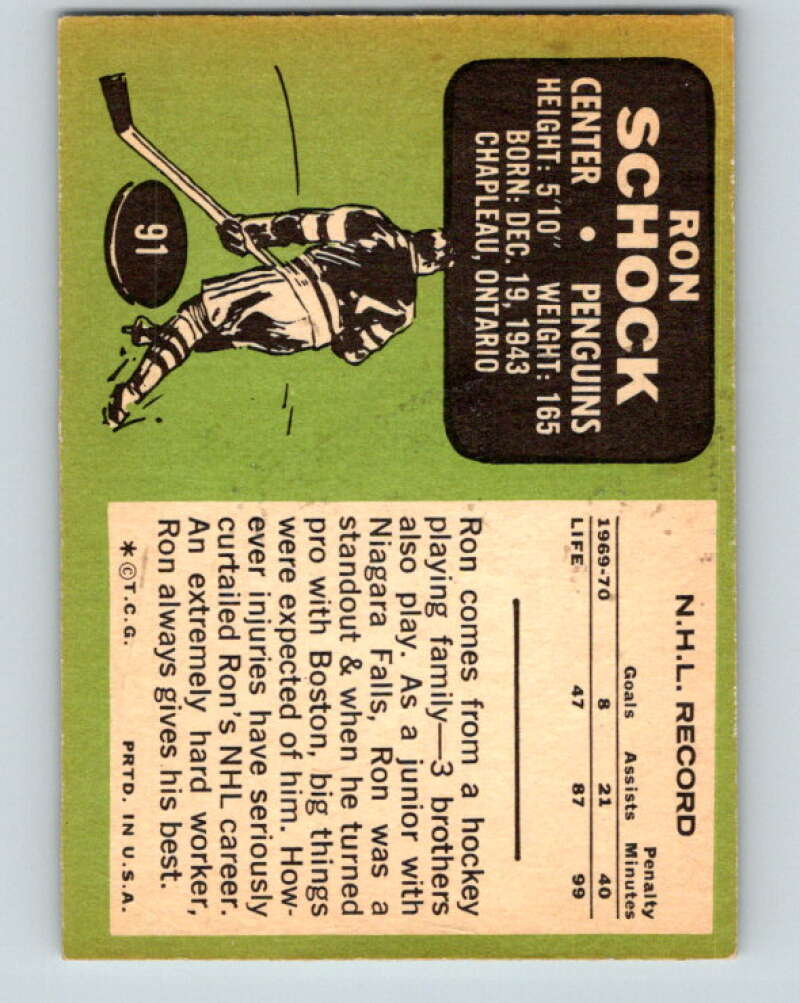 RON
SCHOCK
CENTER • PENGUINS
HEIGHT: 5'10" WEIGHT: 165
BORN: DEC. 19, 1943
CHAPLEAU, ONTARIO
91
N.H.L. RECORD
Penalty
Goals Assists Minutes
1969-70 8 21 40
LIFE 47 87 99
Ron comes from a hockey
playing family—3 brothers
also play. As a junior with
Niagara Falls, Ron was a
standout & when he turned
pro with Boston, big things
were expected of him. How-
ever injuries have seriously
curtailed Ron's NHL career.
An extremely hard worker,
Ron always gives his best.
*©T.C.G. PRTD. IN U.S.A.